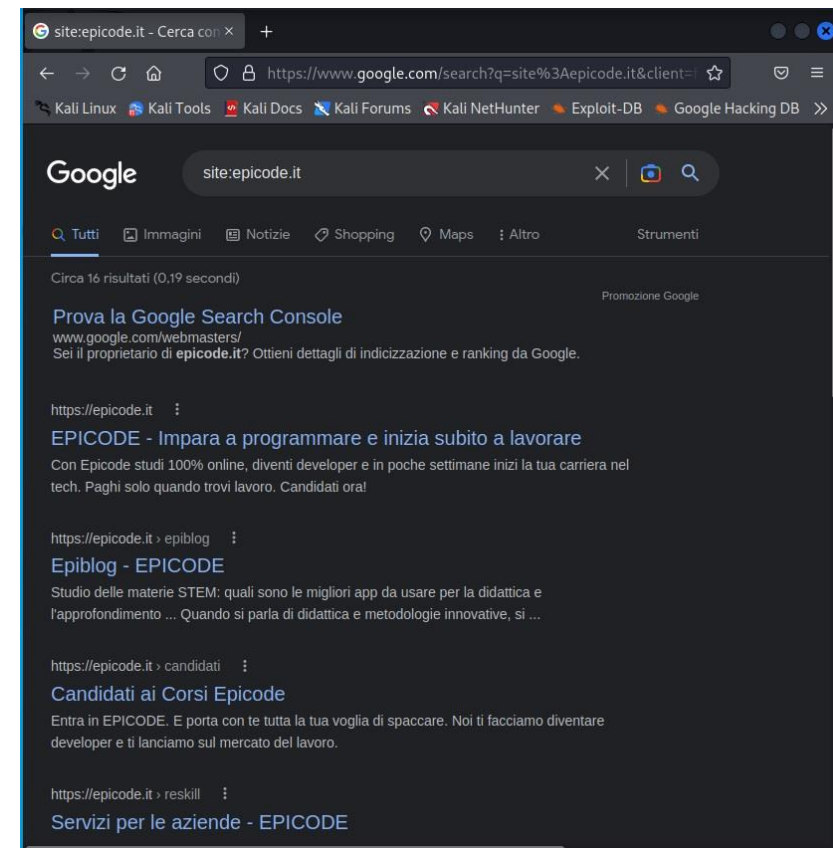 site:epicode.it - Cerca con
https://www.google.com/search?q=site%3Aepicode.it&client=
Kali Linux Kali Tools Kali Docs Kali Forums Kali NetHunter Exploit-DB Google Hacking DB
Google site:epicode.it
Tutti Immagini Notizie Shopping Maps Altro Strumenti
Circa 16 risultati (0,19 secondi)
Promozione Google
Prova la Google Search Console
www.google.com/webmasters/
Sei il proprietario di epicode.it? Ottieni dettagli di indicizzazione e ranking da Google.
https://epicode.it
EPICODE - Impara a programmare e inizia subito a lavorare
Con Epicode studi 100% online, diventi developer e in poche settimane inizi la tua carriera nel
tech. Paghi solo quando trovi lavoro. Candidati ora!
https://epicode.it › epiblog
Epiblog - EPICODE
Studio delle materie STEM: quali sono le migliori app da usare per la didattica e
l'approfondimento ... Quando si parla di didattica e metodologie innovative, si ...
https://epicode.it › candidati
Candidati ai Corsi Epicode
Entra in EPICODE. E porta con te tutta la tua voglia di spaccare. Noi ti facciamo diventare
developer e ti lanciamo sul mercato del lavoro.
https://epicode.it › reskill
Servizi per le aziende - EPICODE